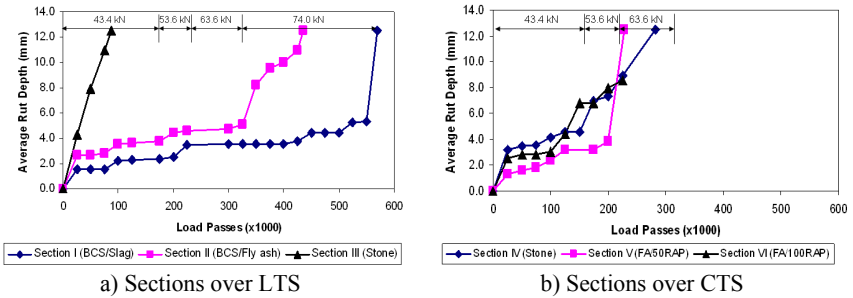 43.4 kN 53.6 kN 63.6 kN 74.0 kN
14.0
12.0
10.0
8.0
6.0
4.0
2.0
0.0
Average Rut Depth (mm)
0 100 200 300 400 500 600
Load Passes (x1000)
Section I (BCS/Slag) Section II (BCS/Fly ash) Section III (Stone)
a) Sections over LTS
43.4 kN 53.6 kN 63.6 kN
14.0
12.0
10.0
8.0
6.0
4.0
2.0
0.0
Average Rut Depth (mm)
0 100 200 300 400
Load Passes (x1000)
Section IV (Stone) Section V (FA/50RAP) Section VI (FA/100RAP)
b) Sections over CTS